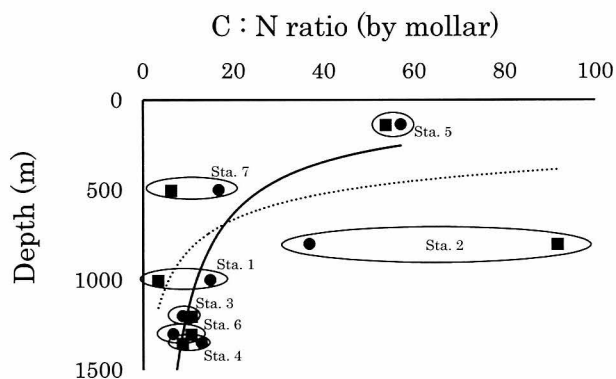 C : N ratio (by mollar)
0 20 40 60 80 100
Depth (m)
0
500
1000
1500
Sta. 5
Sta. 7
Sta. 2
Sta. 1
Sta. 3
Sta. 6
Sta. 4